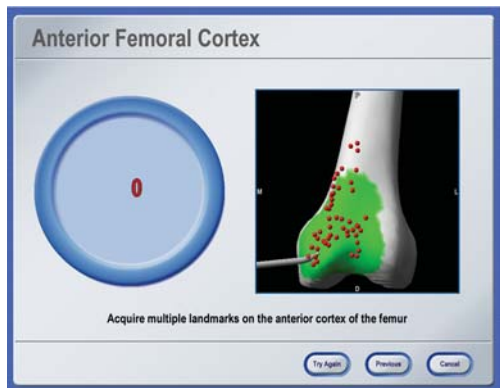 Anterior Femoral Cortex
0
P
M
L
D
Acquire multiple landmarks on the anterior cortex of the femur
Try Again
Previous
Cancel